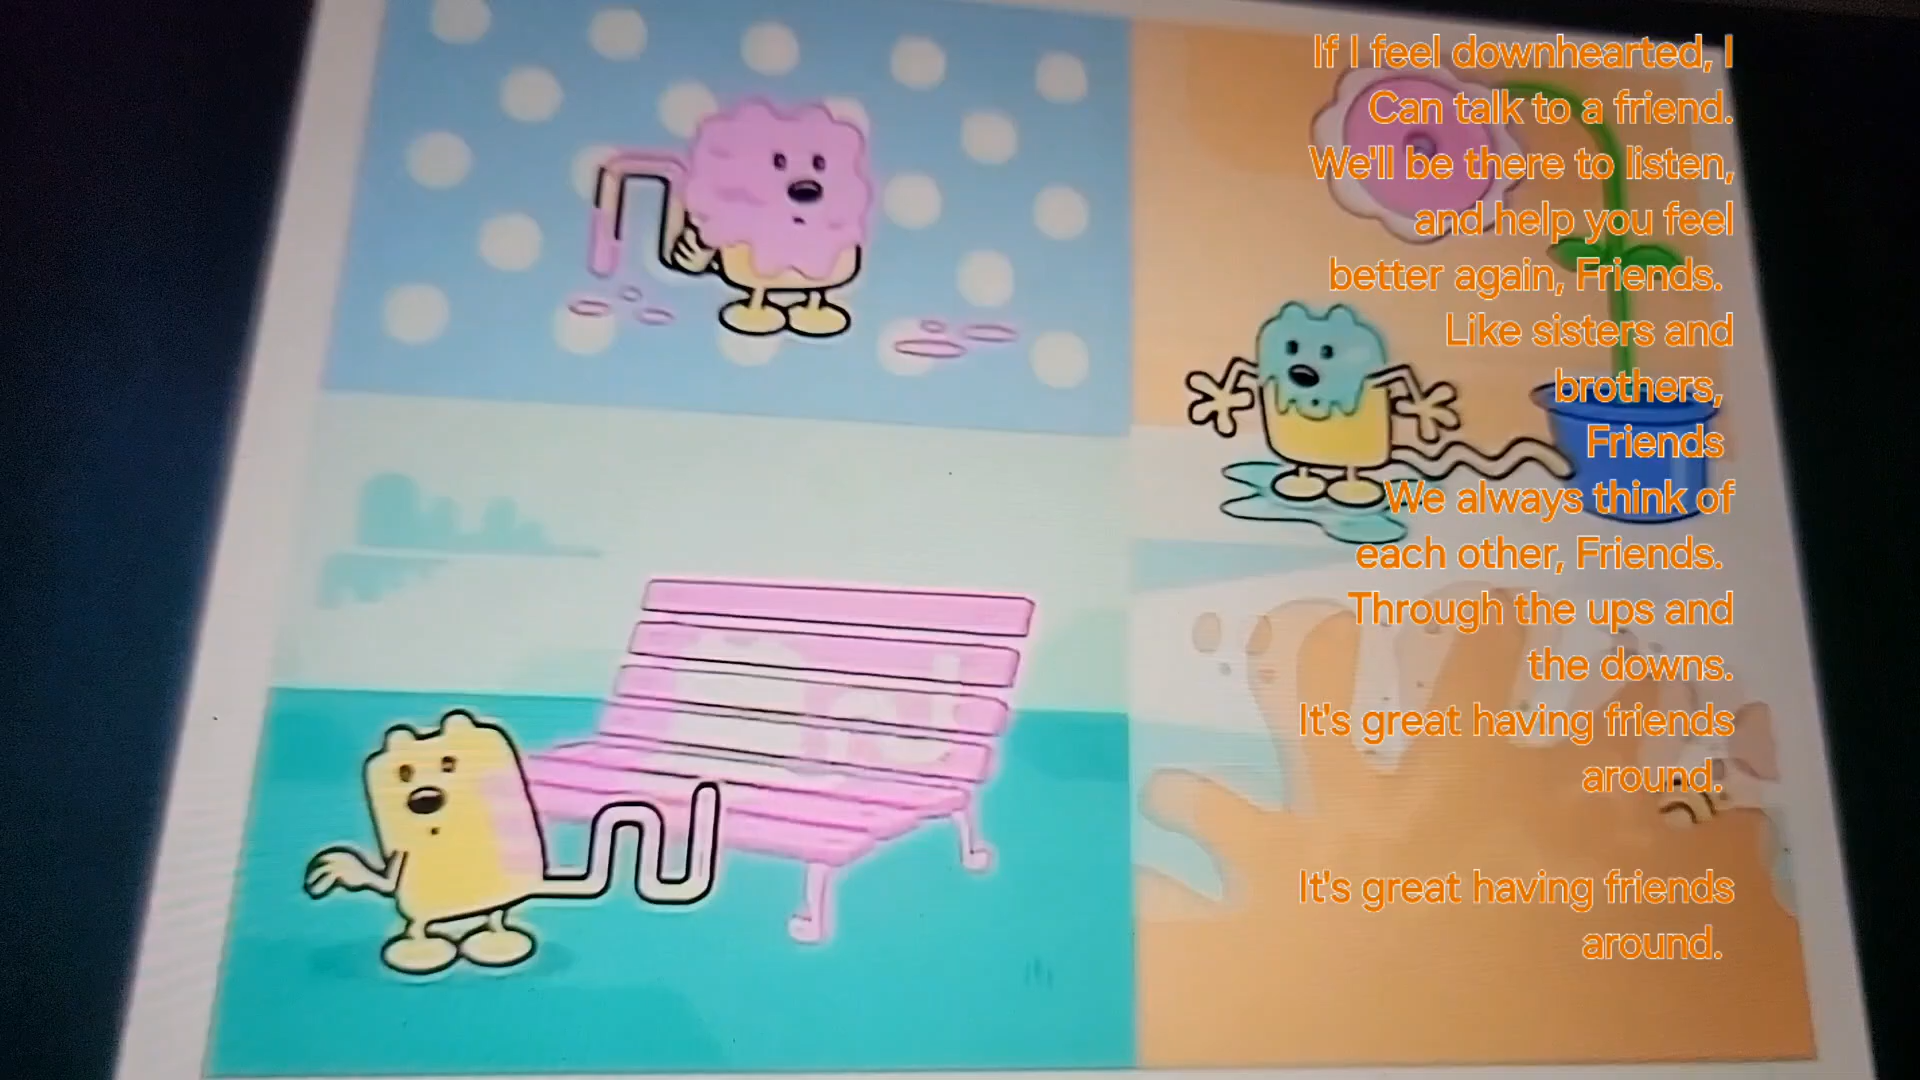 If I feel downhearted, I
Can talk to a friend.
We'll be there to listen,
and help you feel
better again, Friends.
Like sisters and
brothers,
Friends
We always think of
each other, Friends.
Through the ups and
the downs.
It's great having friends
around.
It's great having friends
around.